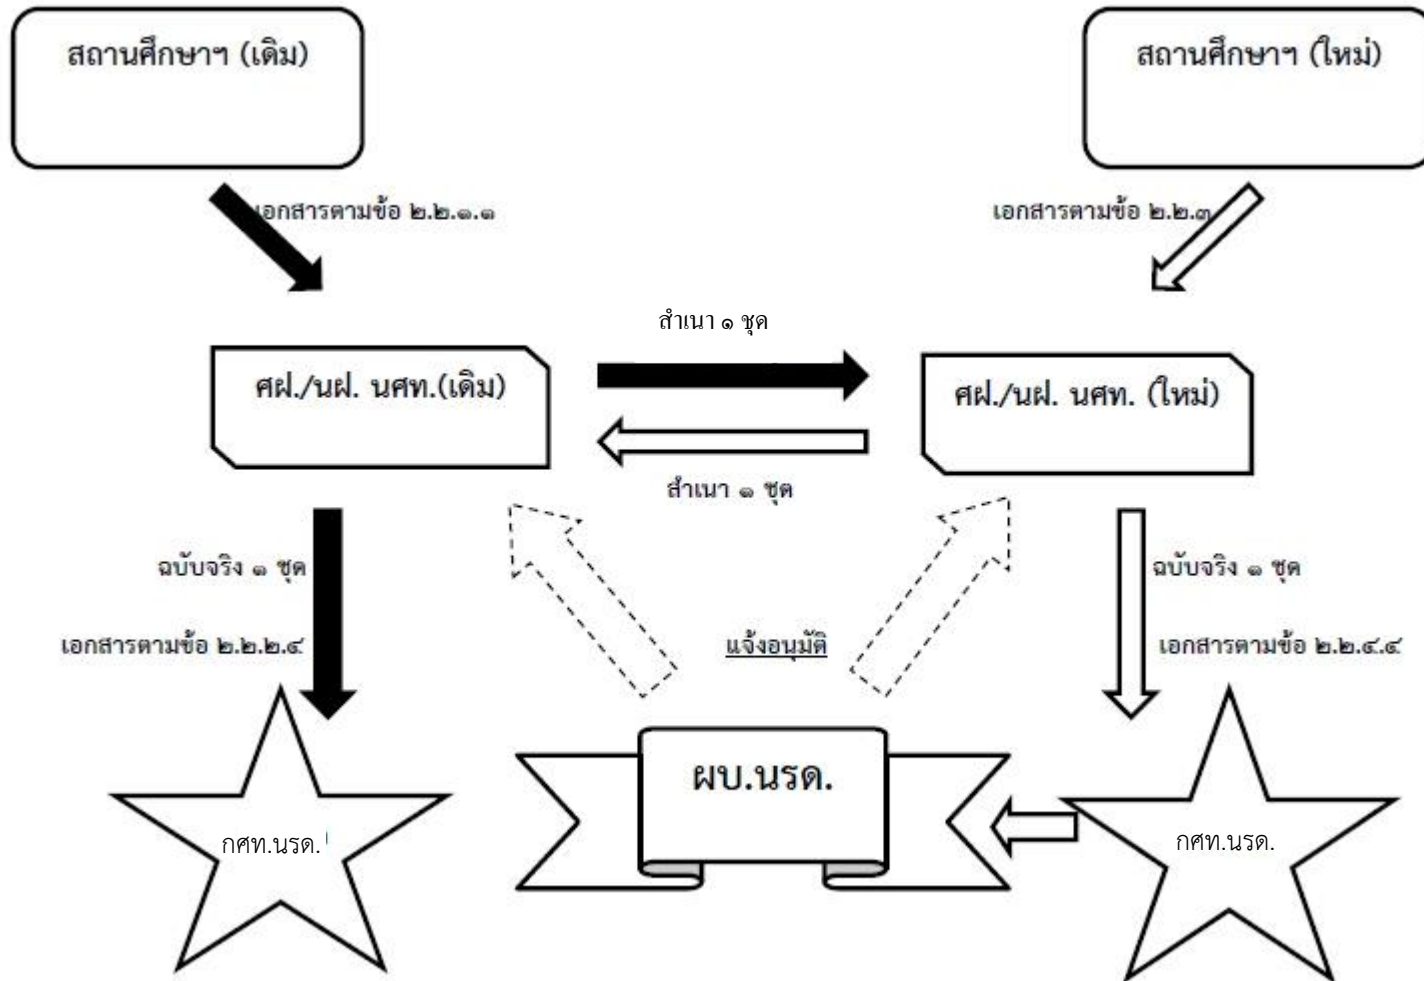 สถานศึกษาฯ (เดิม)
สถานศึกษาฯ (ใหม่)
เอกสารตามข้อ ๒.๒.๑.๑
เอกสารตามข้อ ๒.๒.๓
สำเนา ๑ ชุด
ศฝ./นฝ. นศท.(เดิม)
ศฝ./นฝ. นศท. (ใหม่)
สำเนา ๑ ชุด
ฉบับจริง ๑ ชุด
ฉบับจริง ๑ ชุด
เอกสารตามข้อ ๒.๒.๒.๔
แจ้งอนุมัติ
เอกสารตามข้อ ๒.๒.๔.๔
ผบ.นรด.
กศท.นรด.
กศท.นรด.